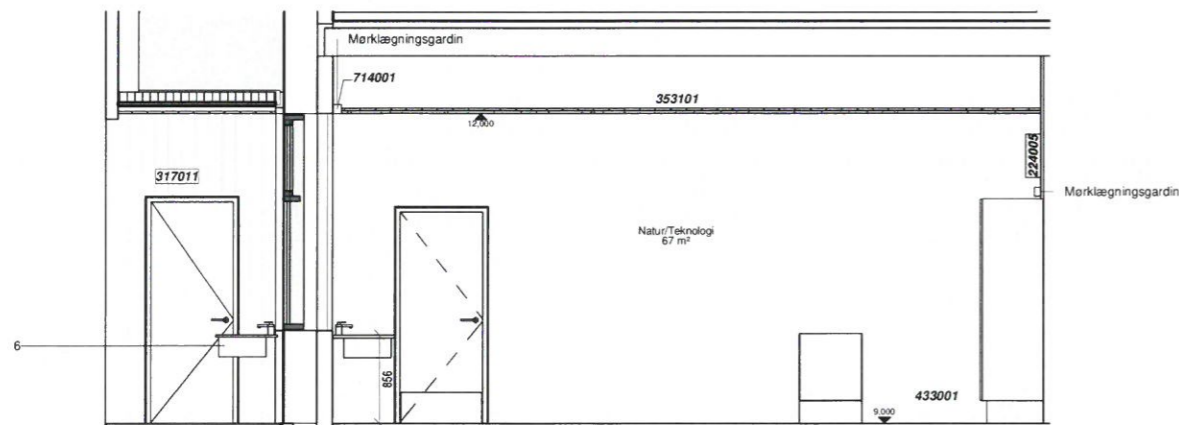 Mørklægningsgardin
714001
353101
12,000
224005
317011
Mørklægningsgardin
Natur/Teknologi
67 m²
6
856
433001
9.000